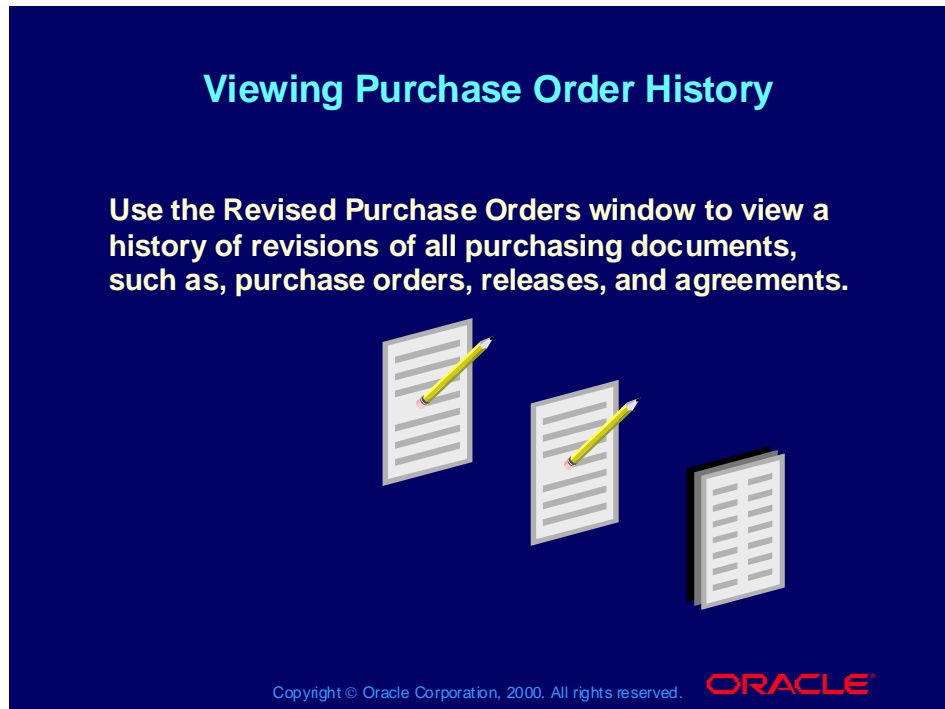 Viewing Purchase Order History
Use the Revised Purchase Orders window to view a
history of revisions of all purchasing documents,
such as, purchase orders, releases, and agreements.
Copyright © Oracle Corporation, 2000. All rights reserved.
ORACLE®